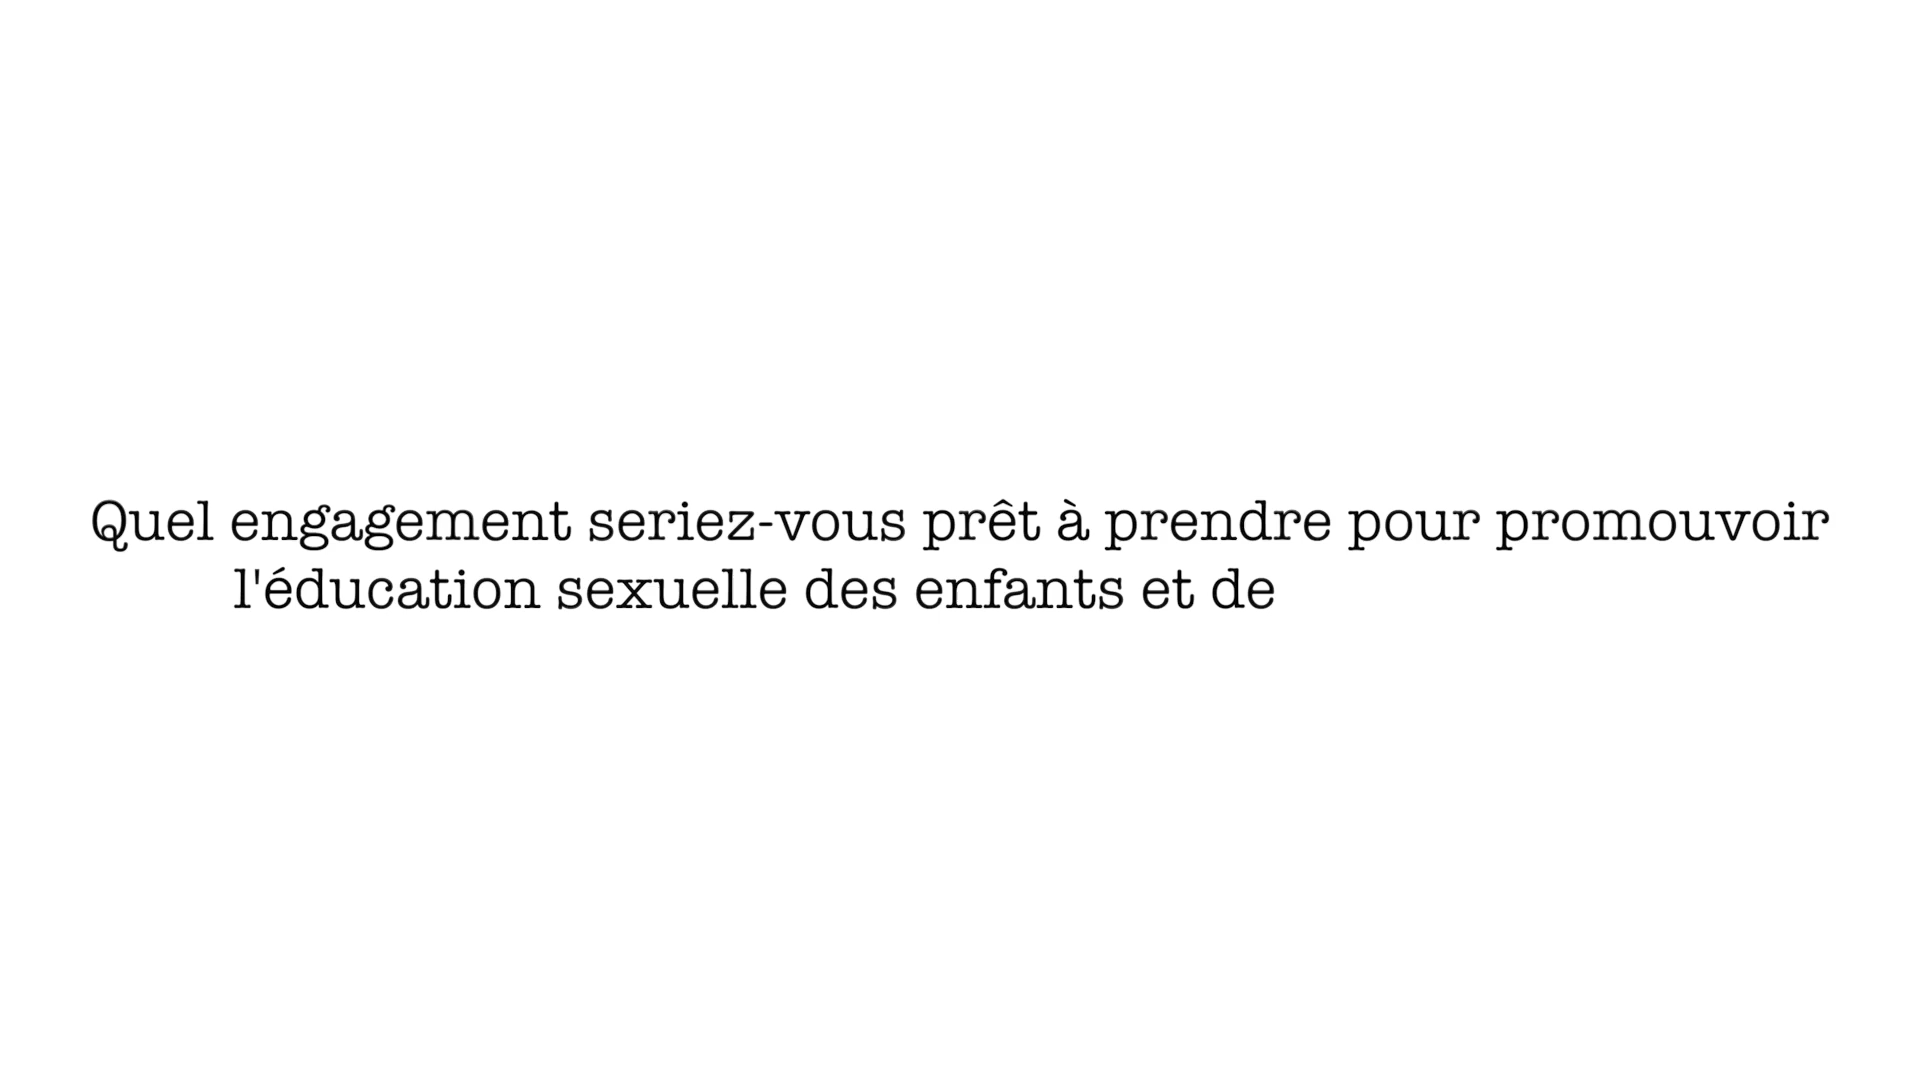 Quel engagement seriez-vous prêt à prendre pour promouvoir
l'éducation sexuelle des enfants et de